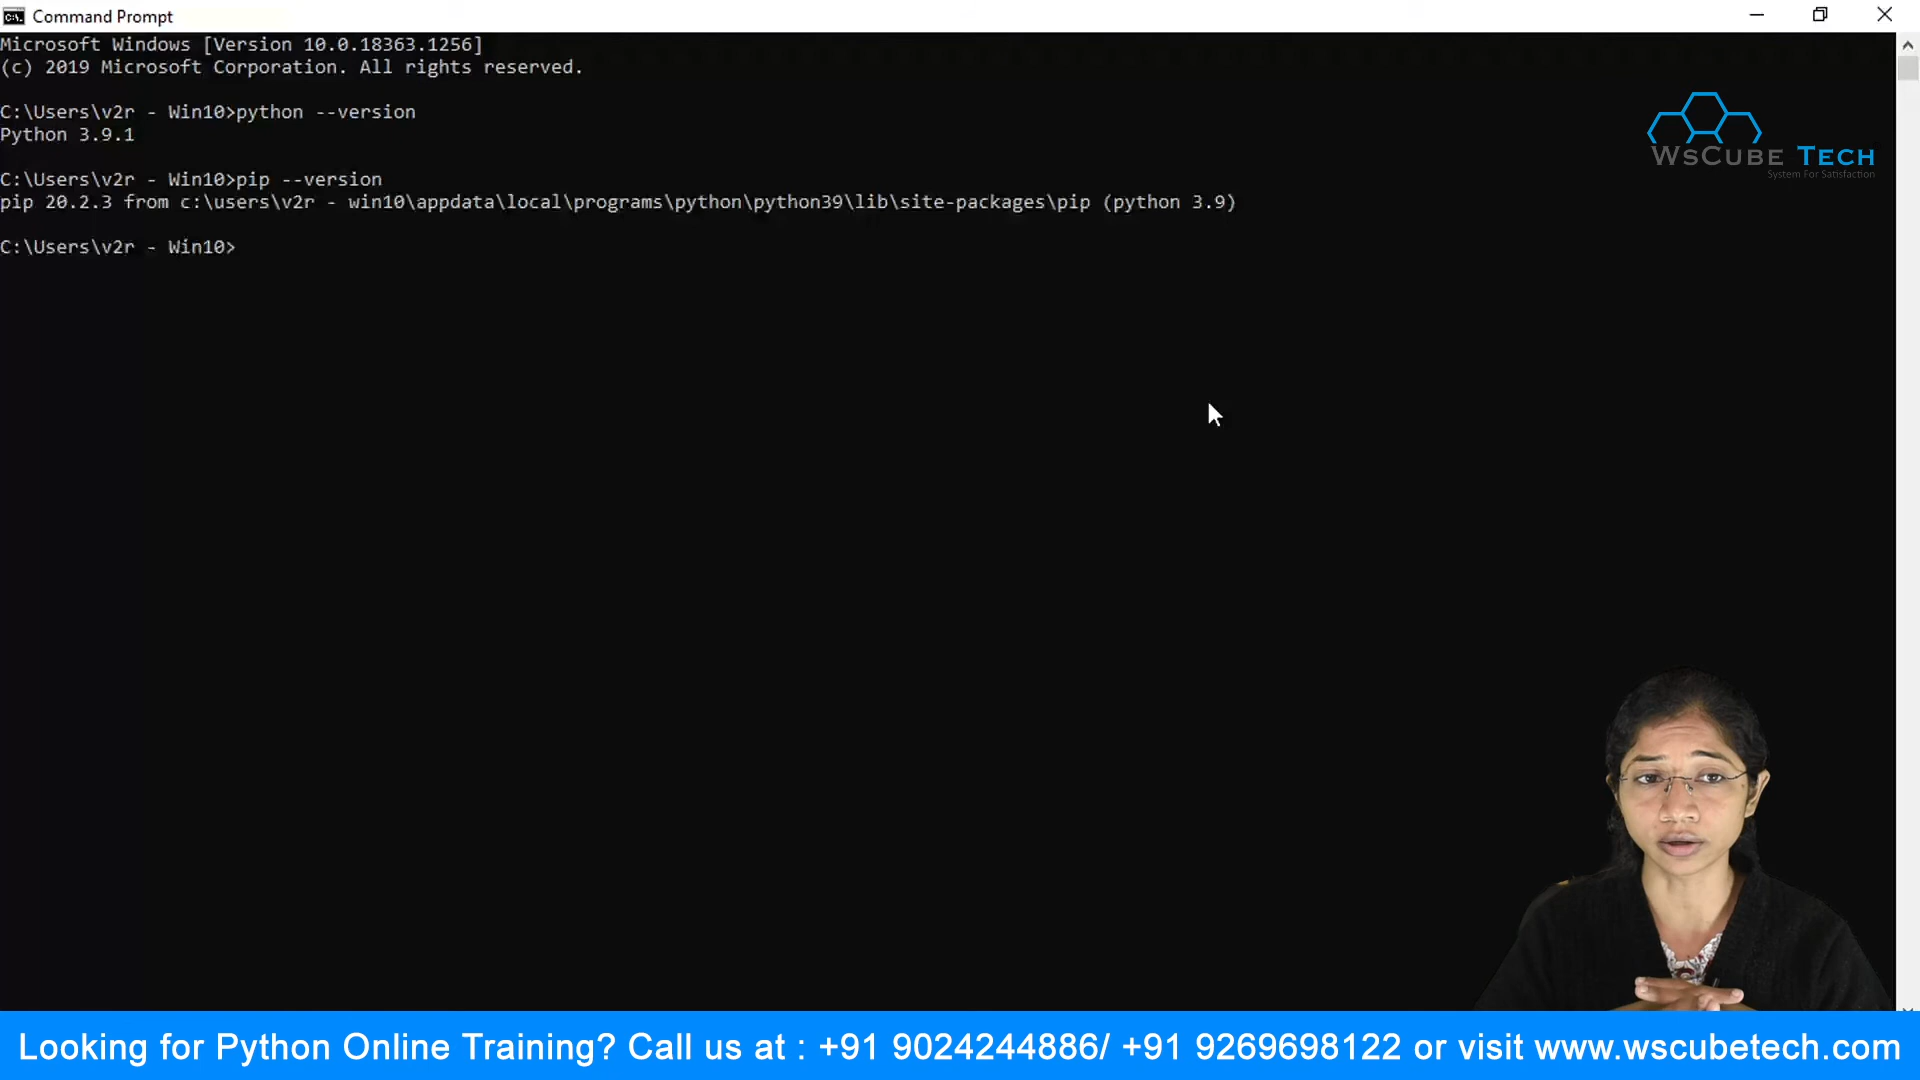 Command Prompt
Microsoft Windows [Version 10.0.18363.1256]
(c) 2019 Microsoft Corporation. All rights reserved.
C:\Users\v2r - Win10>python --version
Python 3.9.1
C:\Users\v2r - Win10>pip --version
pip 20.2.3 from c:\users\v2r - win10\appdata\local\programs\python\python39\lib\site-packages\pip (python 3.9)
C:\Users\v2r - Win10>
WsCube Tech
System For Satisfaction
Looking for Python Online Training? Call us at : +91 9024244886/ +91 9269698122 or visit www.wscubetech.com